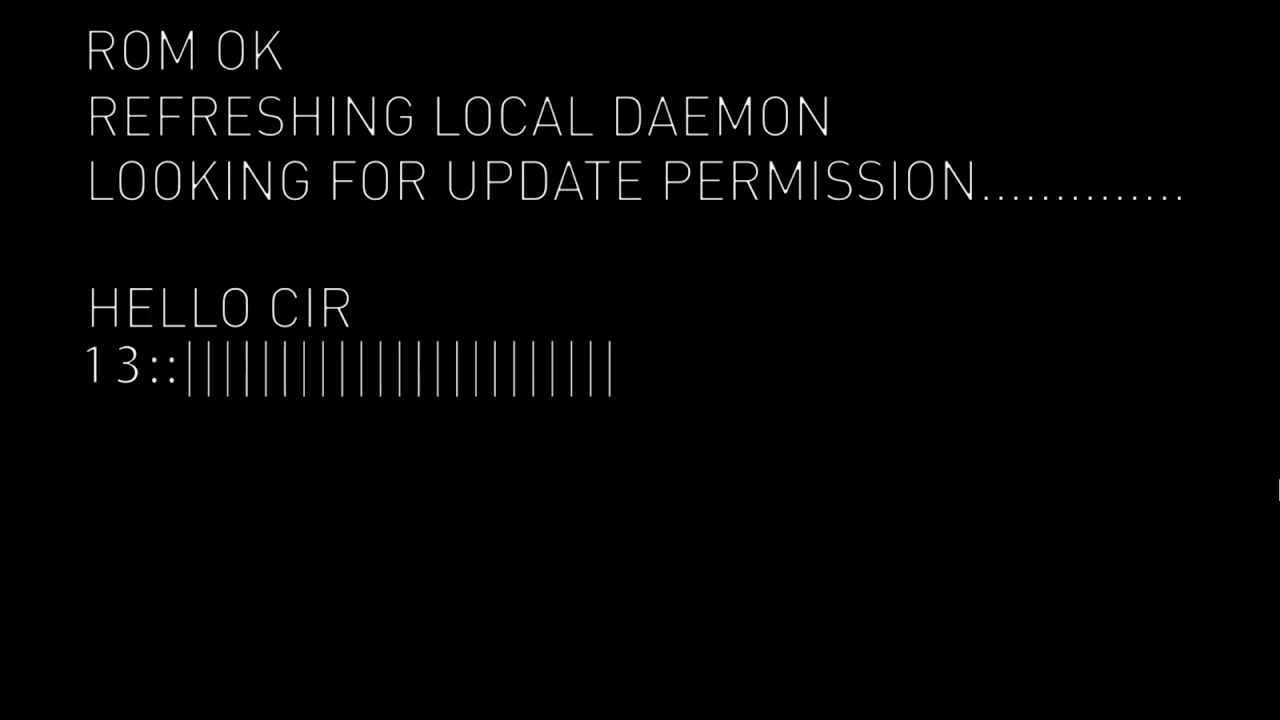 ROM OK
REFRESHING LOCAL DAEMON
LOOKING FOR UPDATE PERMISSION..............
HELLO CIR
13::|||||||||||||||||||||||